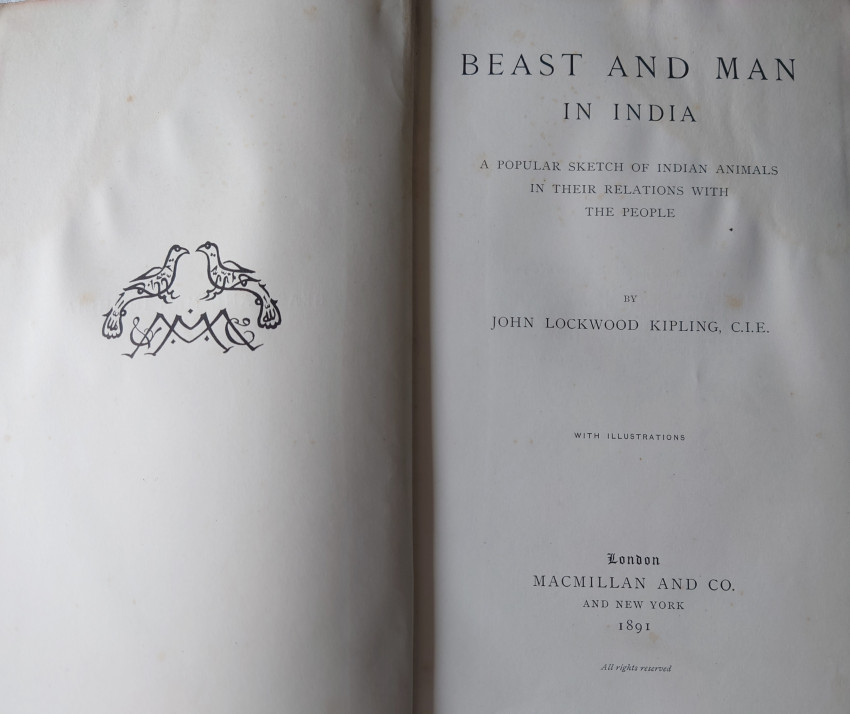 BEAST AND MAN
IN INDIA
A POPULAR SKETCH OF INDIAN ANIMALS
IN THEIR RELATIONS WITH
THE PEOPLE
BY
JOHN LOCKWOOD KIPLING, C.I.E.
WITH ILLUSTRATIONS
London
MACMILLAN AND CO.
AND NEW YORK
1891
All rights reserved